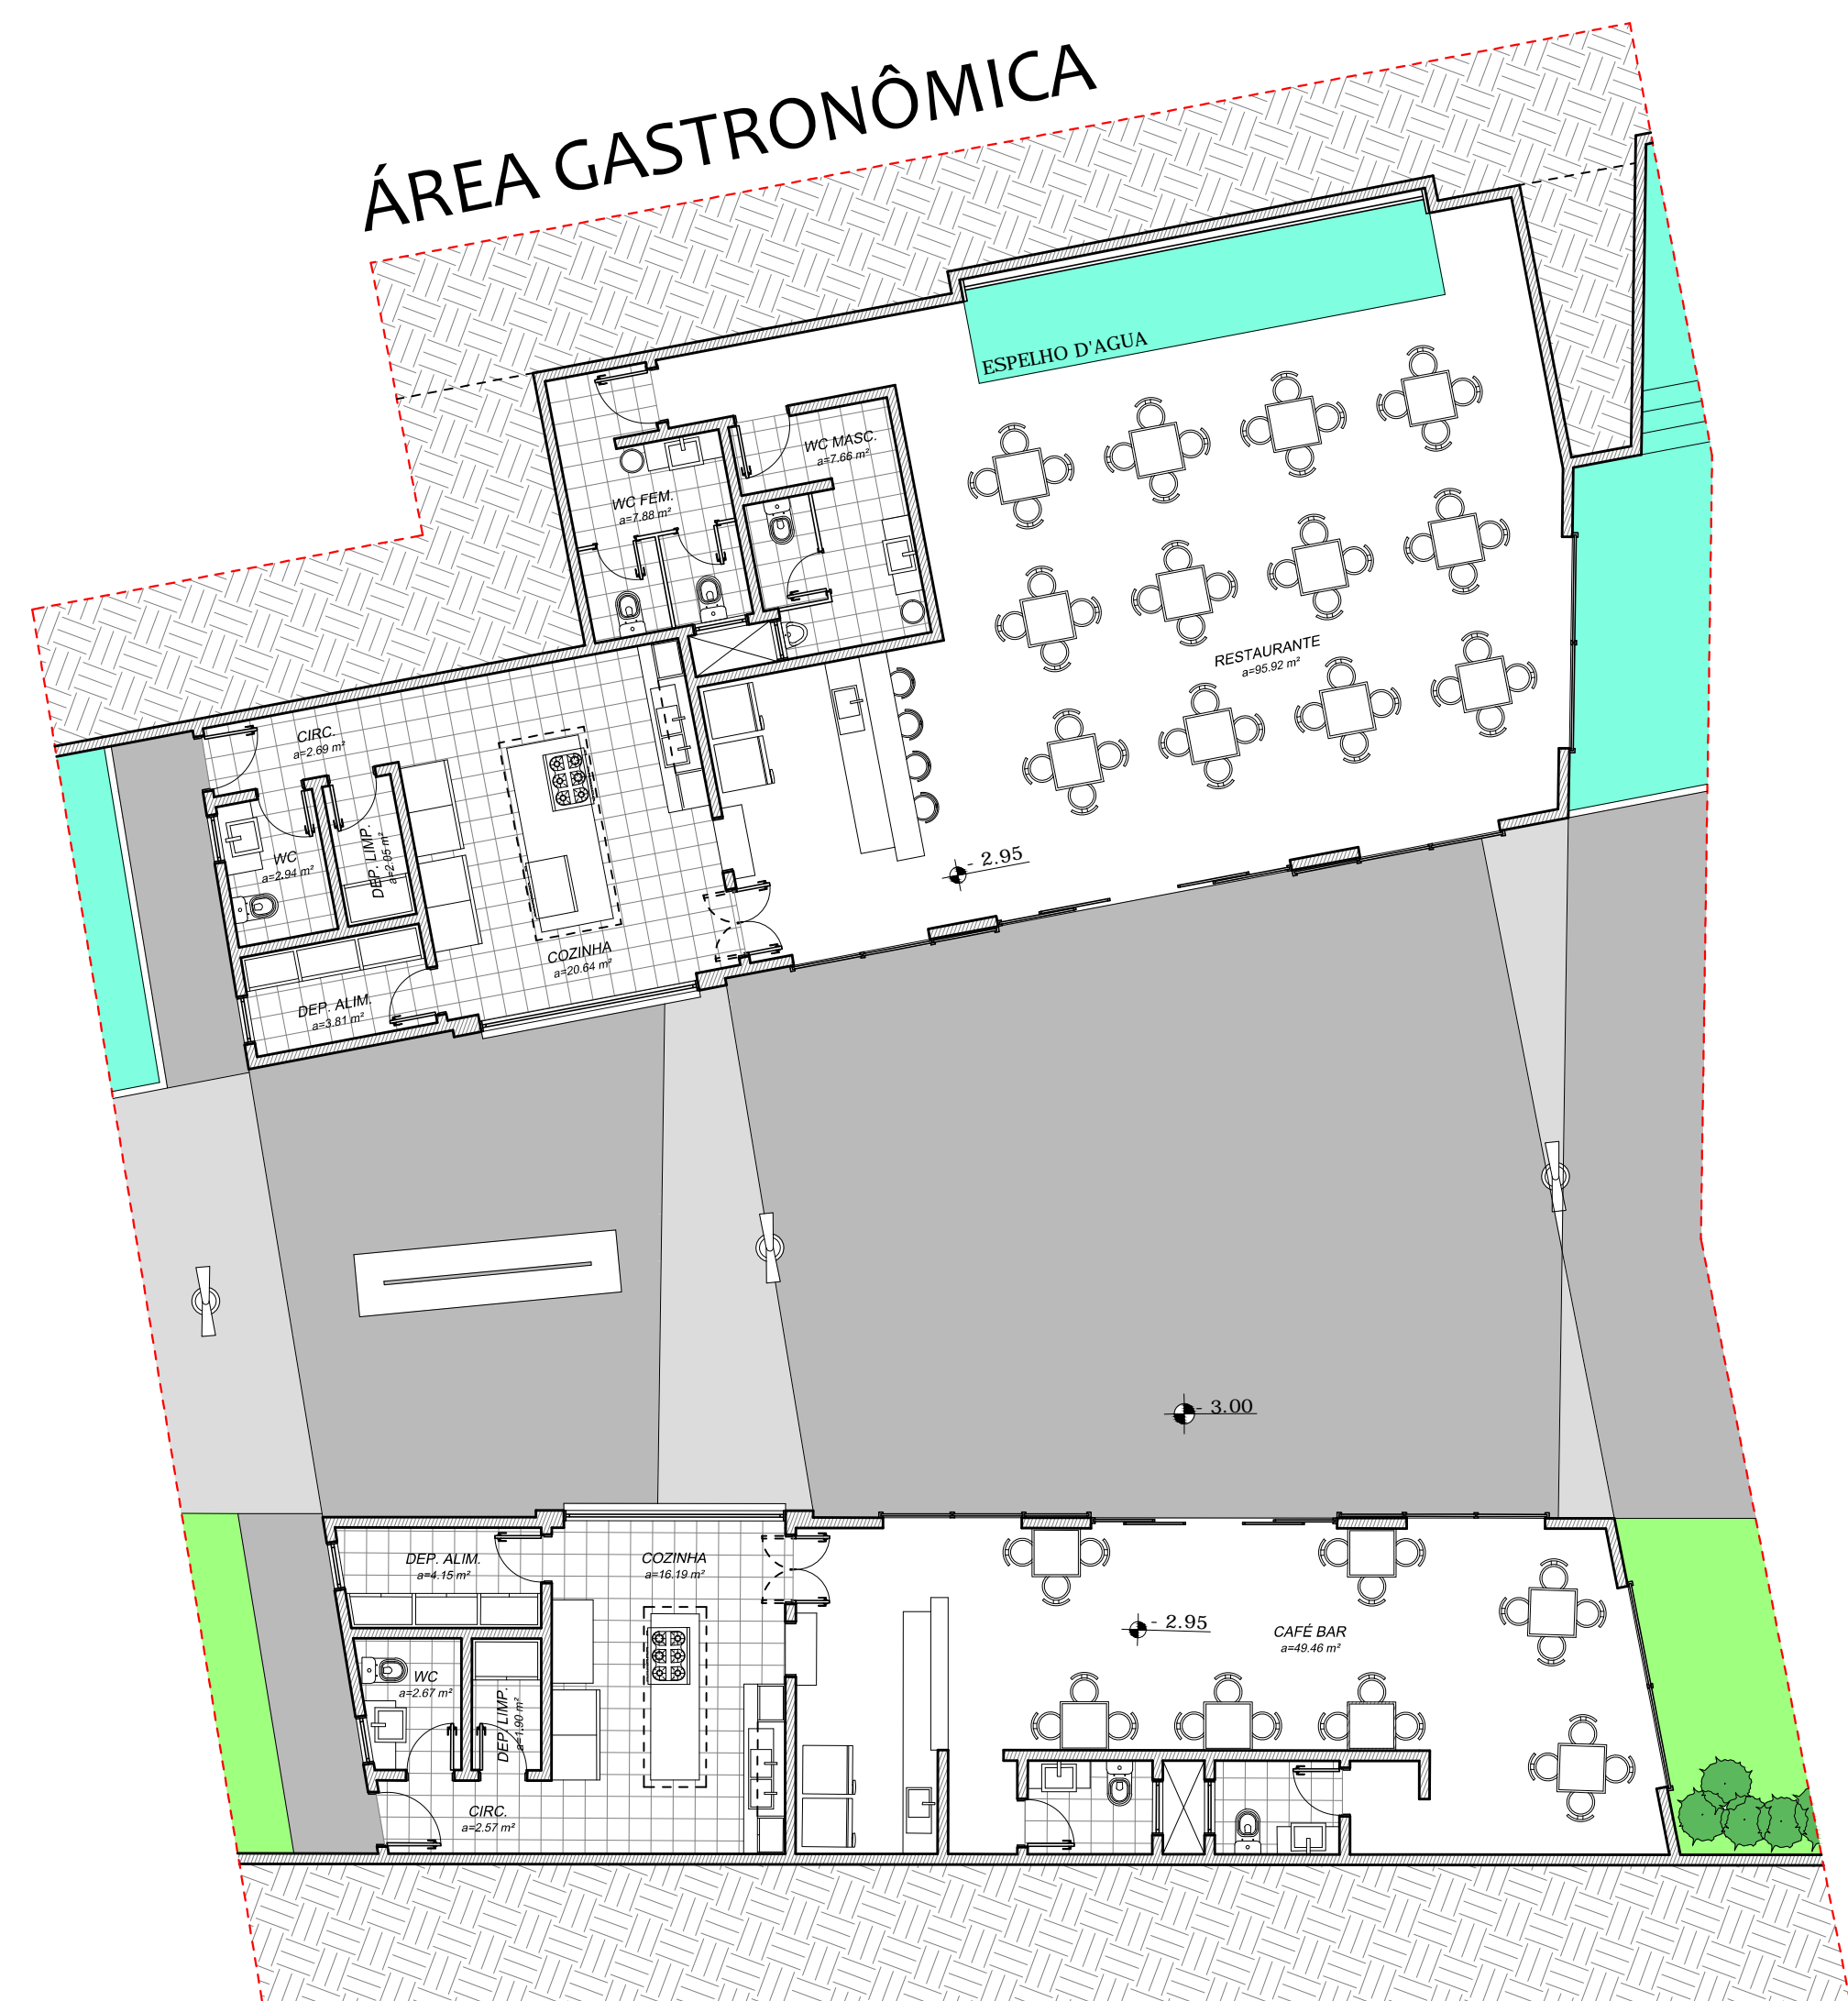 ÁREA GASTRONÔMICA
ESPELHO D'AGUA
WC MASC.
a=7.66 m²
WC FEM.
a=7.88 m²
RESTAURANTE
a=95.92 m²
CIRC.
a=2.69 m²
WC
a=2.94 m²
DEP. LIMP.
a=2.05 m²
- 2.95
COZINHA
a=20.64 m²
DEP. ALIM.
a=3.81 m²
- 3.00
DEP. ALIM.
a=4.15 m²
COZINHA
a=16.19 m²
- 2.95
CAFÉ BAR
a=49.46 m²
WC
a=2.67 m²
DEP. LIMP.
a=1.90 m²
CIRC.
a=2.57 m²